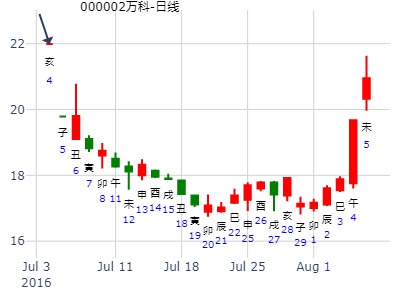 000002万科-日线
22
20
18
16
亥
4
子
5
丑
6
寅
7
卯
8
午
11
未
12
申
13
酉
14
戌
15
丑
18
寅
19
卯
20
辰
21
巳
22
申
25
酉
26
戌
27
亥
28
子
29
卯
1
辰
2
巳
3
午
4
未
5
Jul 3 Jul 11 Jul 18 Jul 25 Aug 1
2016